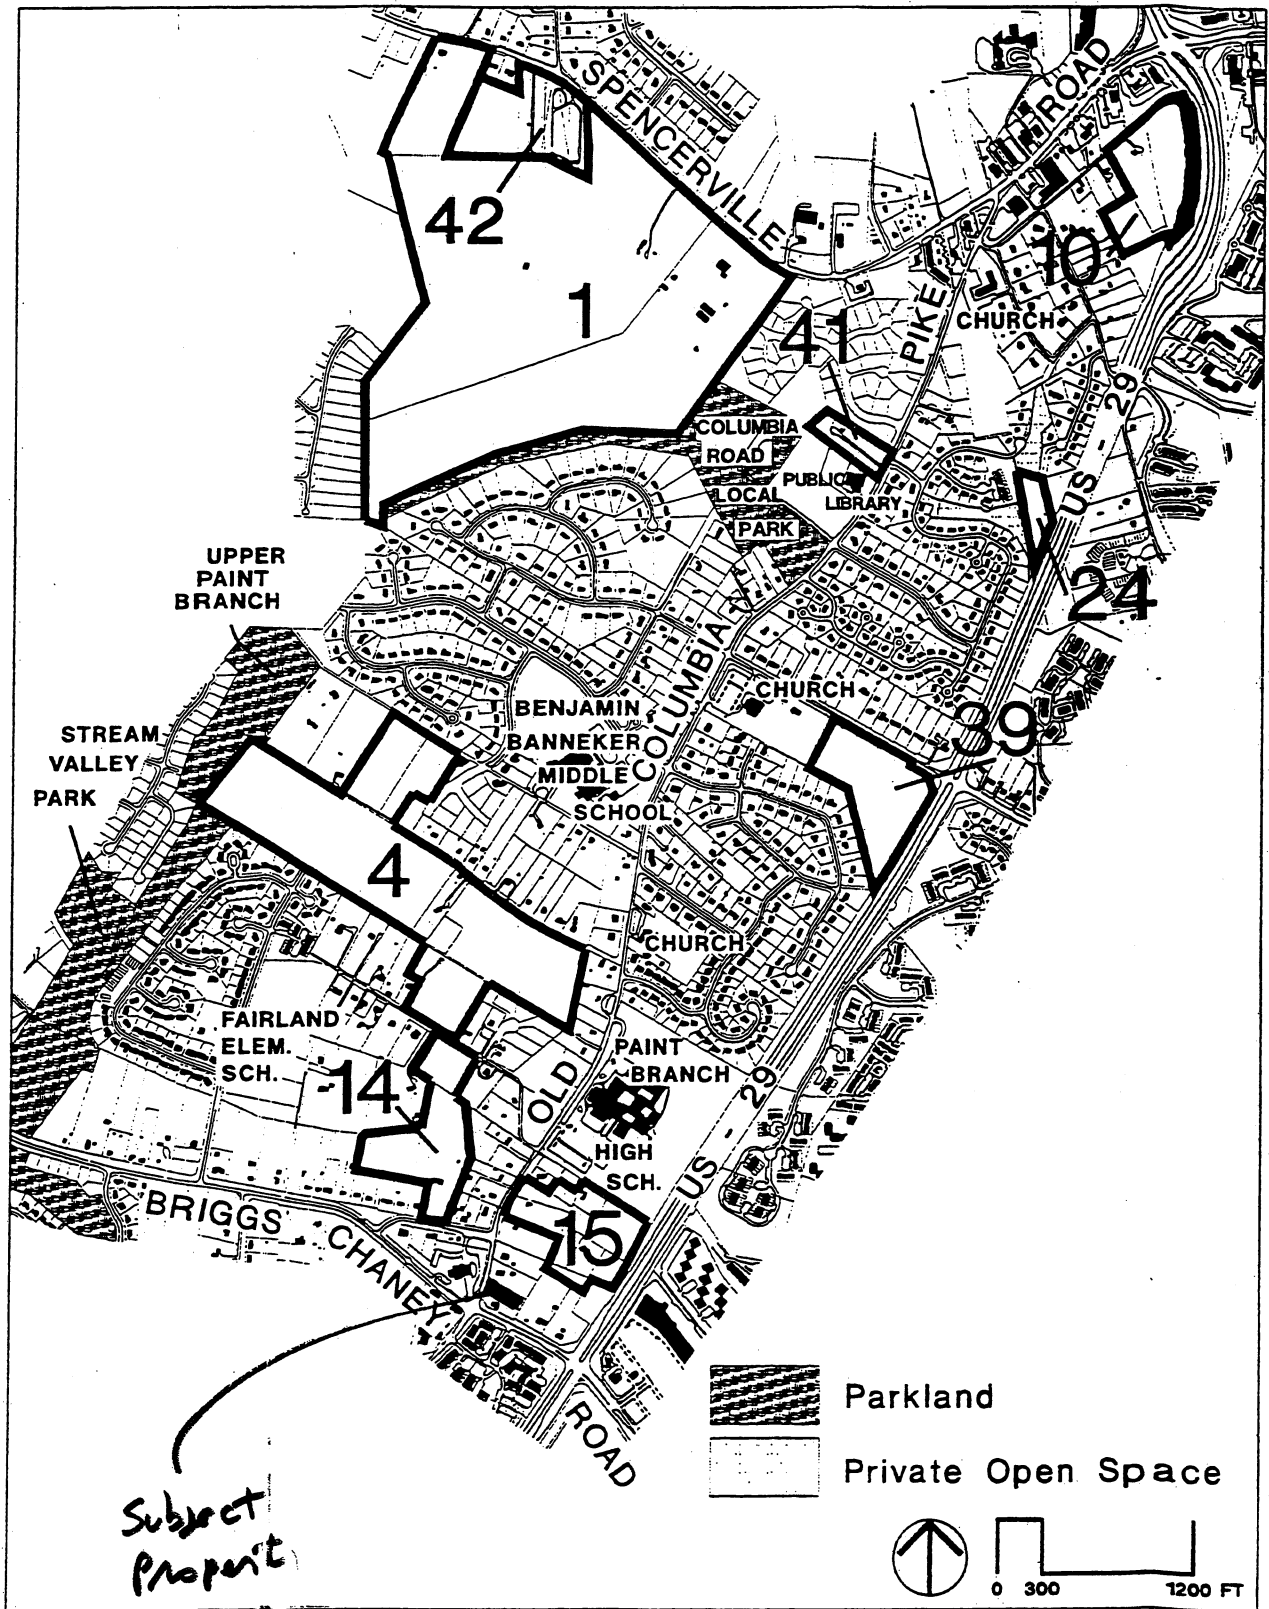 SPENCERVILLE
ROAD
42
1
10
41
PIKE
CHURCH
US - 29
COLUMBIA
ROAD
LOCAL
PARK
PUBLIC
LIBRARY
24
UPPER
PAINT
BRANCH
STREAM
VALLEY
PARK
COLUMBIA
CHURCH
39
BENJAMIN
BANNEKER
MIDDLE
SCHOOL
4
CHURCH
FAIRLAND
ELEM.
SCH.
14
OLD
PAINT
BRANCH
HIGH
SCH.
US - 29
15
BRIGGS
CHANEY
ROAD
Parkland
Private Open Space
Subject
Properit
0 300 1200 FT